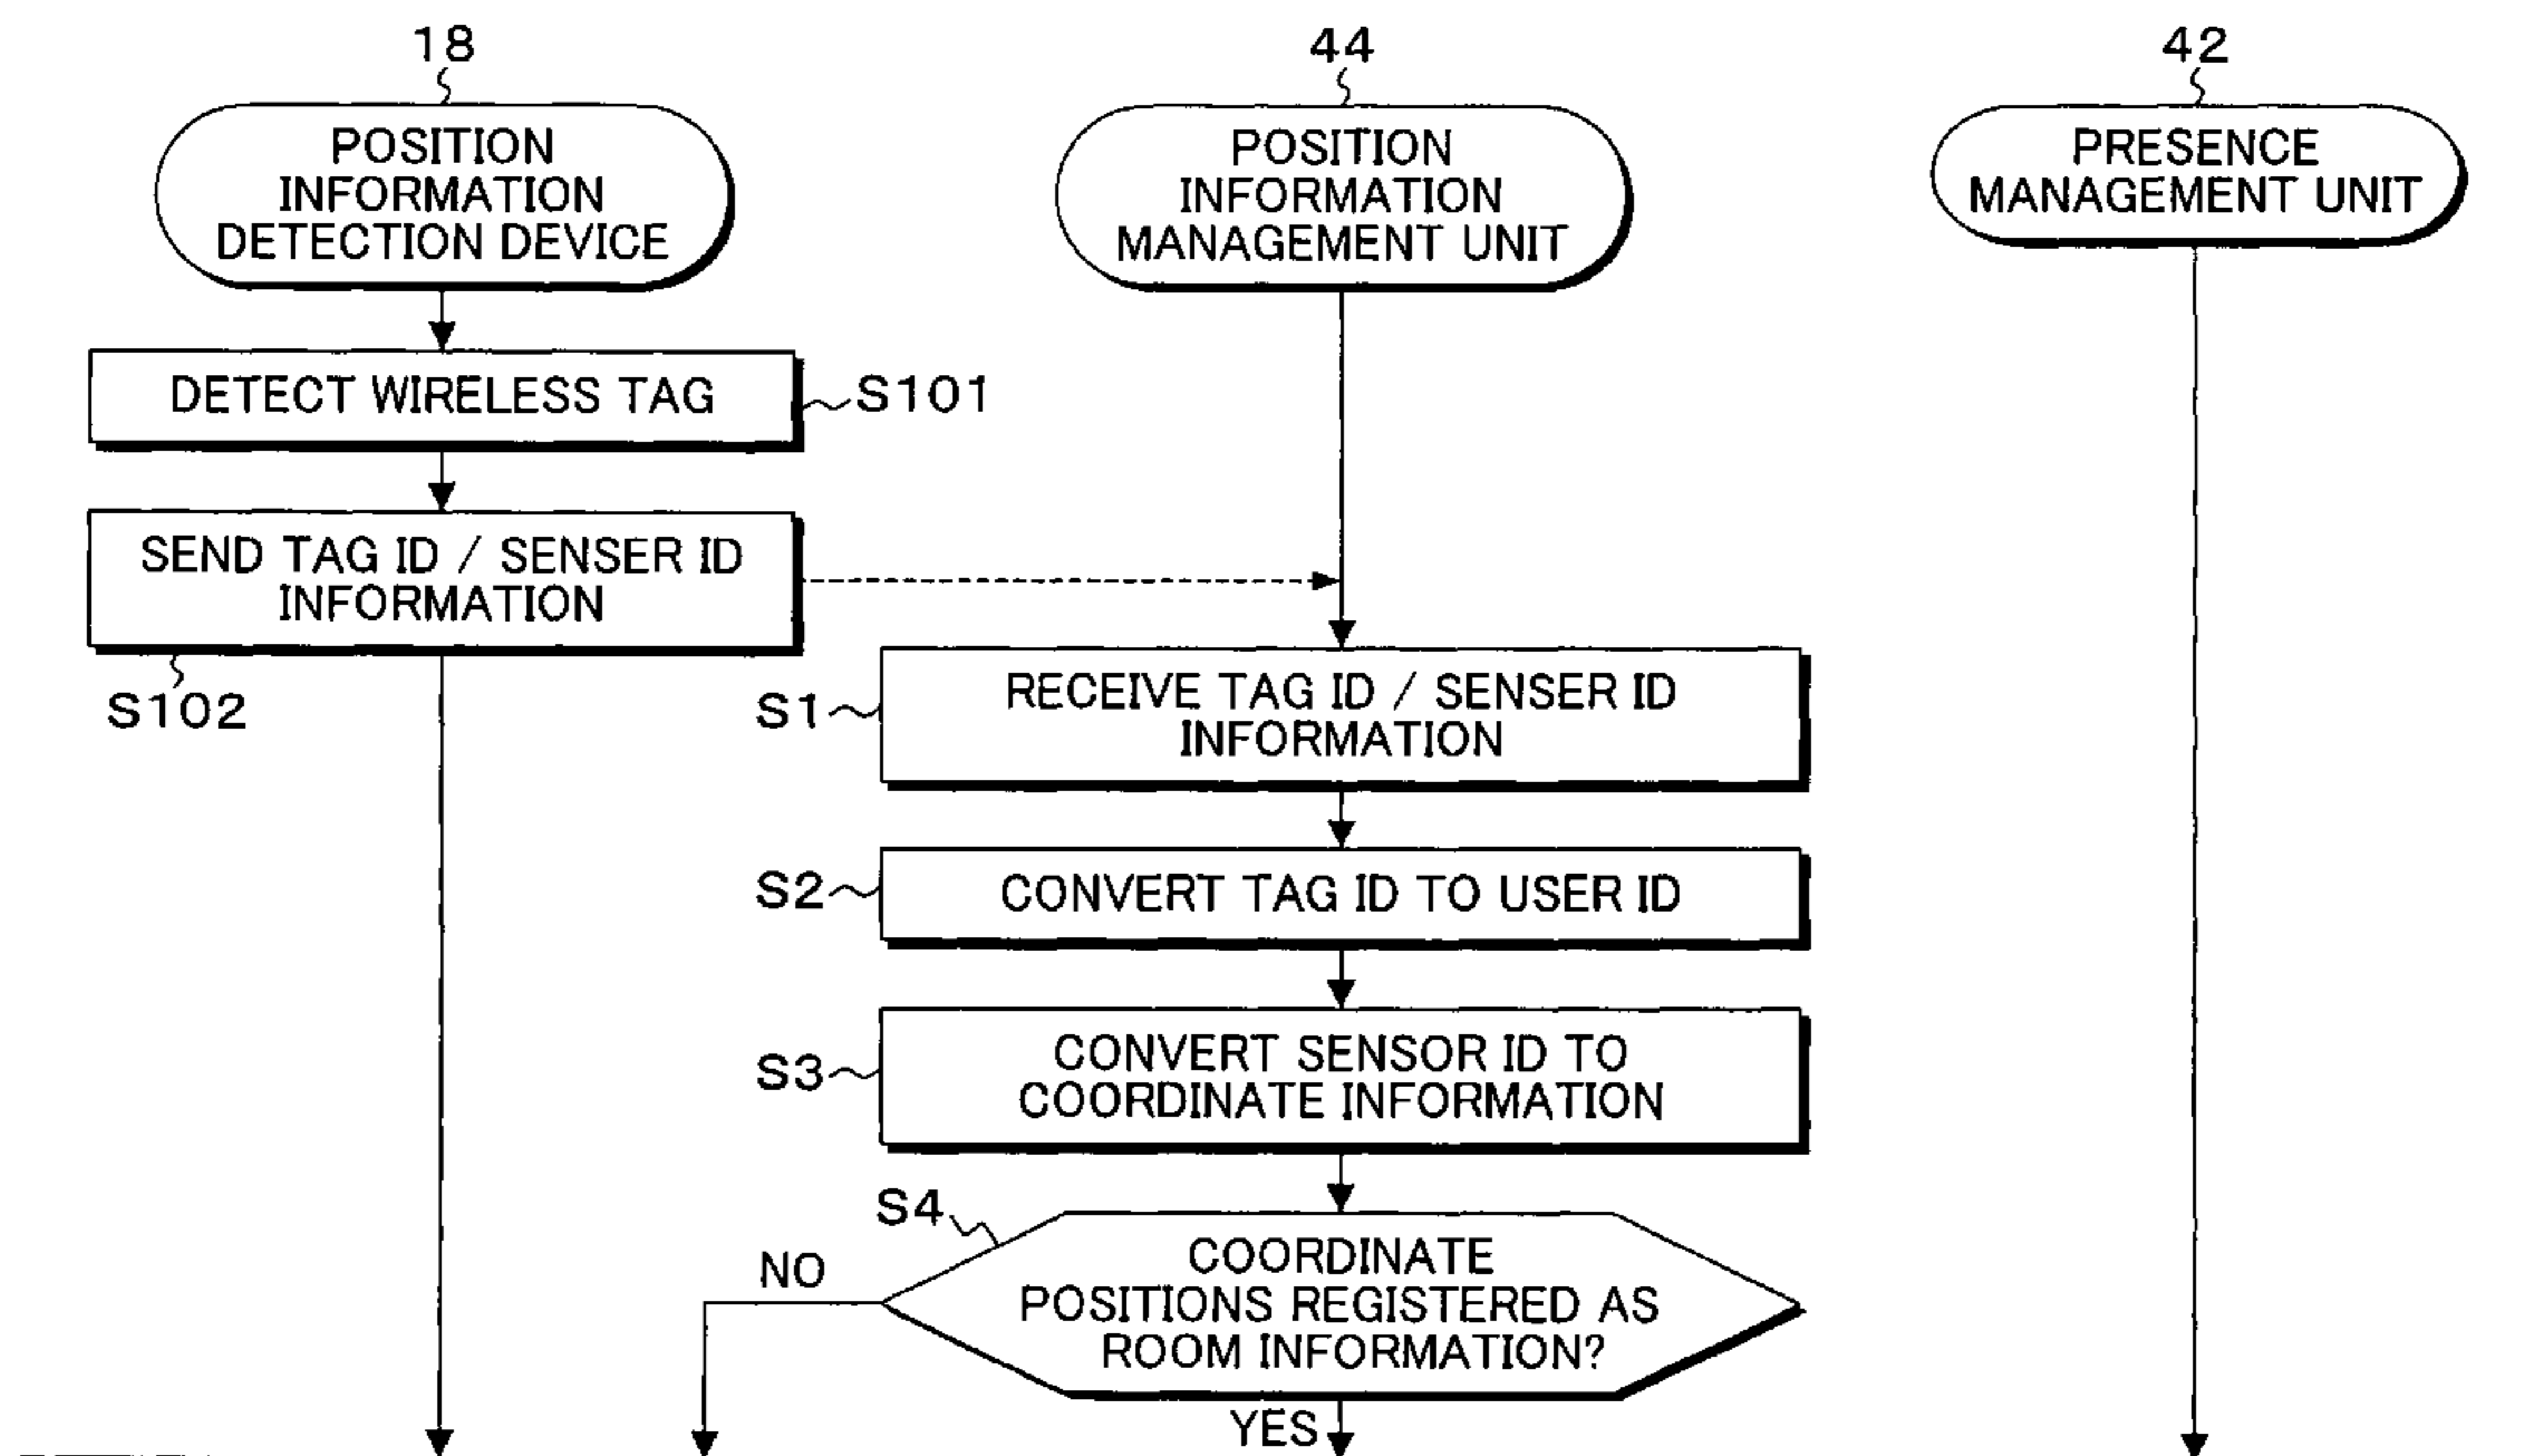 18
POSITION
INFORMATION
DETECTION DEVICE
44
POSITION
INFORMATION
MANAGEMENT UNIT
42
PRESENCE
MANAGEMENT UNIT
DETECT WIRELESS TAG
S101
SEND TAG ID / SENSER ID
INFORMATION
S102
S1
RECEIVE TAG ID / SENSER ID
INFORMATION
S2
CONVERT TAG ID TO USER ID
S3
CONVERT SENSOR ID TO
COORDINATE INFORMATION
S4
COORDINATE
POSITIONS REGISTERED AS
ROOM INFORMATION?
NO
YES